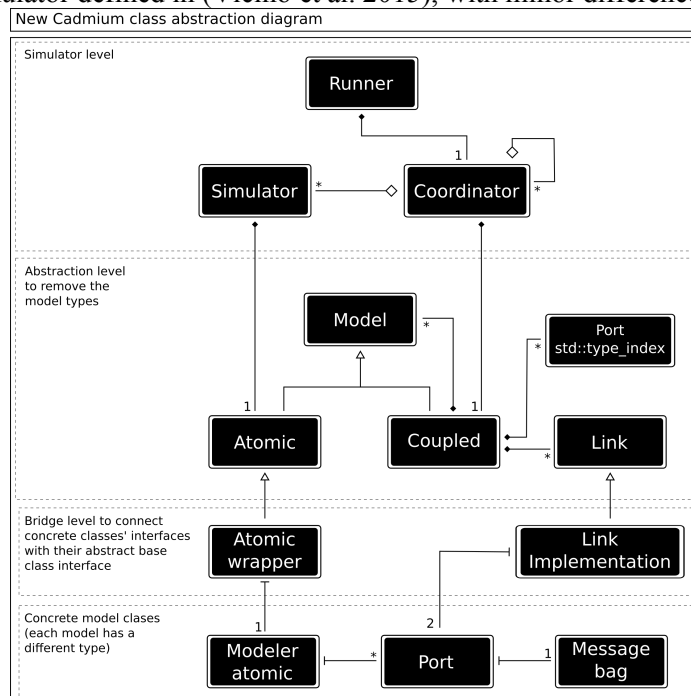 New Cadmium class abstraction diagram
Simulator level
Runner
1
Simulator
*
Coordinator
*
Abstraction level
to remove the
model types
Model
*
Port
std::type_index
*
1
1
Atomic
Coupled
Link
*
Bridge level to connect
concrete classes' interfaces
with their abstract base
class interface
Atomic
wrapper
Link
Implementation
Concrete model clases
(each model has a
different type)
1
2
Modeler
atomic
*
Port
1
Message
bag